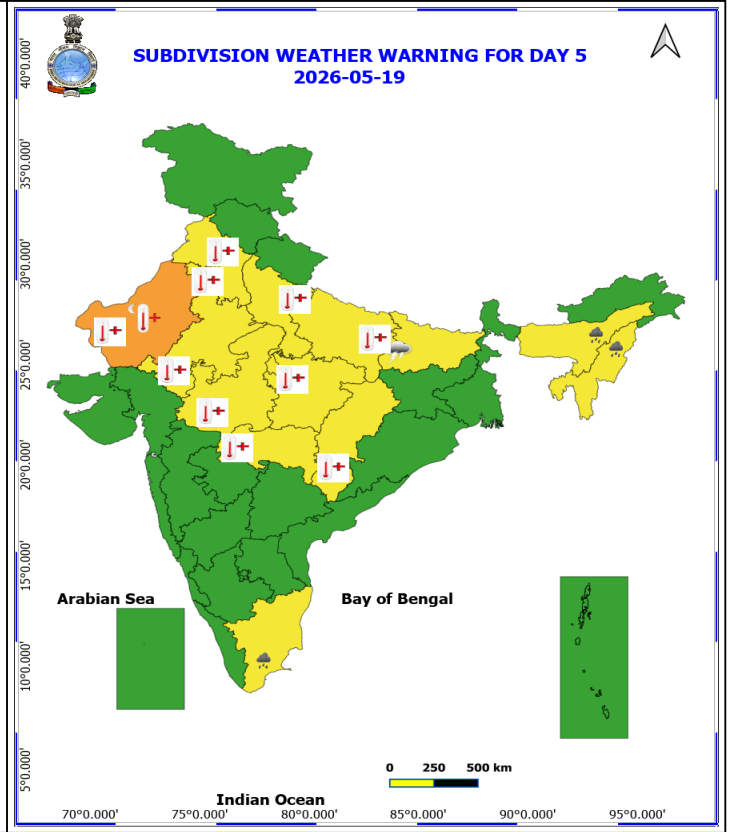 SUBDIVISION WEATHER WARNING FOR DAY 5
2026-05-19
40°0.000'
35°0.000'
30°0.000'
25°0.000'
20°0.000'
15°0.000'
10°0.000'
5°0.000'
Arabian Sea
Bay of Bengal
0 250 500 km
Indian Ocean
70°0.000' 75°0.000' 80°0.000' 85°0.000' 90°0.000' 95°0.000'